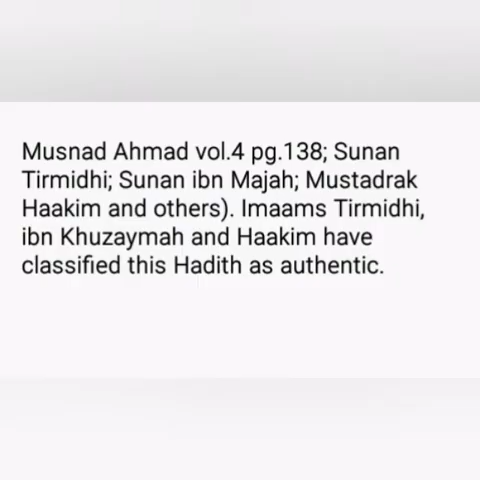 Musnad Ahmad vol.4 pg.138; Sunan
Tirmidhi; Sunan ibn Majah; Mustadrak
Haakim and others). Imaams Tirmidhi,
ibn Khuzaymah and Haakim have
classified this Hadith as authentic.